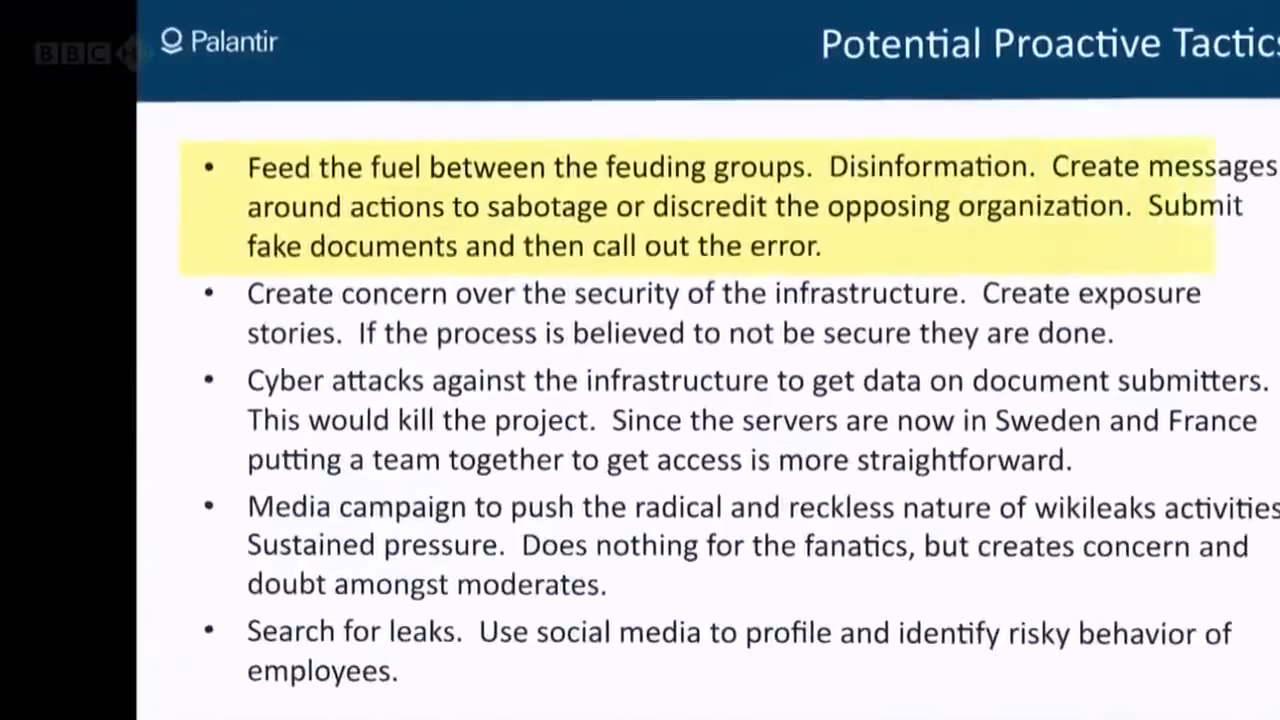 BBC
Palantir
Potential Proactive Tactics
• Feed the fuel between the feuding groups. Disinformation. Create messages
around actions to sabotage or discredit the opposing organization. Submit
fake documents and then call out the error.
• Create concern over the security of the infrastructure. Create exposure
stories. If the process is believed to not be secure they are done.
• Cyber attacks against the infrastructure to get data on document submitters.
This would kill the project. Since the servers are now in Sweden and France
putting a team together to get access is more straightforward.
• Media campaign to push the radical and reckless nature of wikileaks activities
Sustained pressure. Does nothing for the fanatics, but creates concern and
doubt amongst moderates.
• Search for leaks. Use social media to profile and identify risky behavior of
employees.